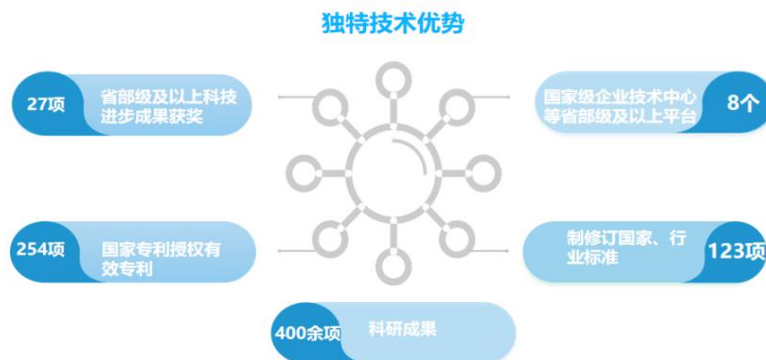 独特技术优势
27项
省部级及以上科技
进步成果获奖
国家级企业技术中心
等省部级及以上平台
8个
254项
国家专利授权有
效专利
制修订国家、行
业标准
123项
400余项
科研成果